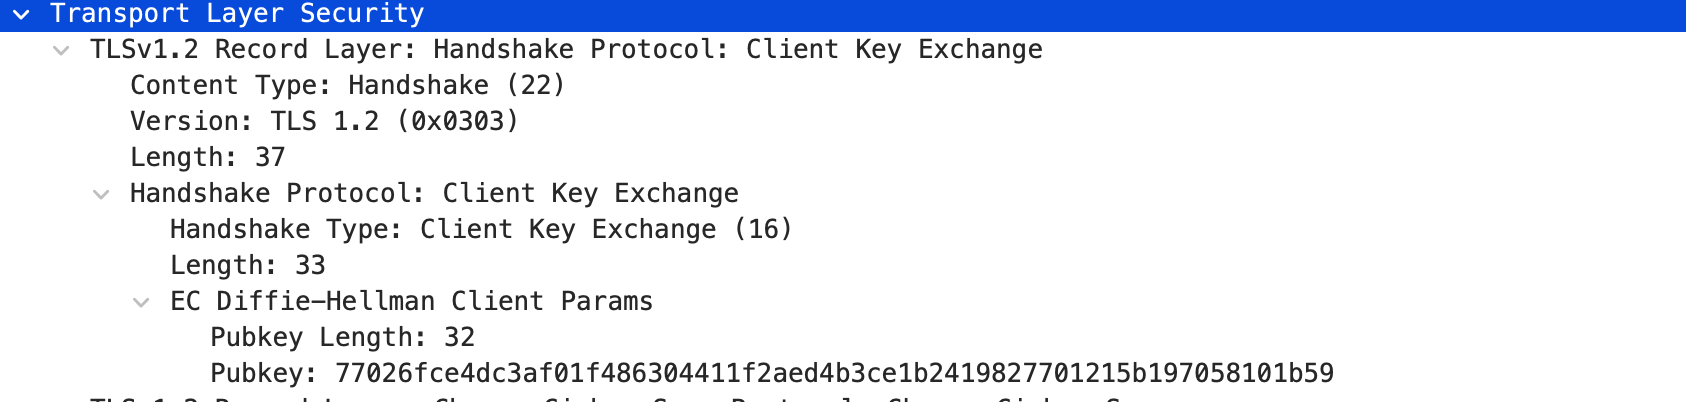 Transport Layer Security
TLSv1.2 Record Layer: Handshake Protocol: Client Key Exchange
Content Type: Handshake (22)
Version: TLS 1.2 (0x0303)
Length: 37
Handshake Protocol: Client Key Exchange
Handshake Type: Client Key Exchange (16)
Length: 33
EC Diffie-Hellman Client Params
Pubkey Length: 32
Pubkey: 77026fce4dc3af01f486304411f2aed4b3ce1b2419827701215b197058101b59